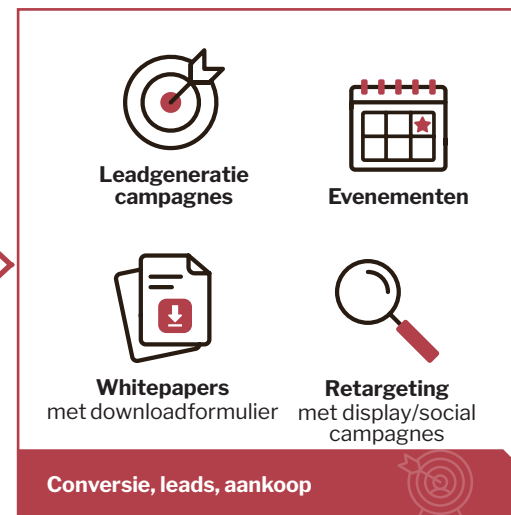 Leadgeneratie
campagnes
Evenementen
Whitepapers
met downloadformulier
Retargeting
met display/social
campagnes
Conversie, leads, aankoop